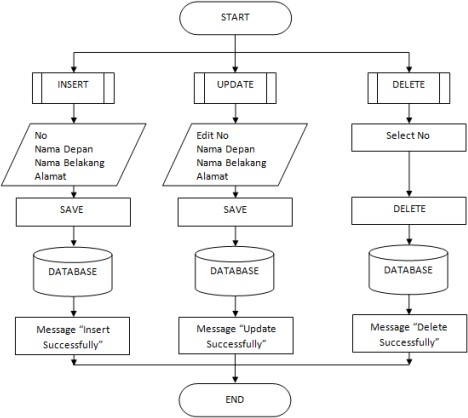 START
INSERT
UPDATE
DELETE
No
Nama Depan
Nama Belakang
Alamat
Edit No
Nama Depan
Nama Belakang
Alamat
Select No
SAVE
SAVE
DELETE
DATABASE
DATABASE
DATABASE
Message “Insert
Successfully”
Message “Update
Successfully”
Message “Delete
Successfully”
END